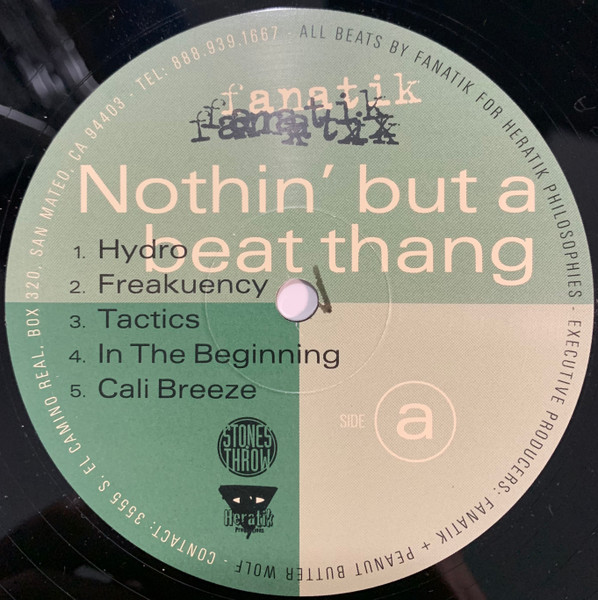 fanatik
fanatik
Nothin' but a
beat thang
1. Hydro
2. Freakuency
3. Tactics
4. In The Beginning
5. Cali Breeze
SIDE a
STONES
THROW
Heratik
Productions
CONTACT: 3555 S. EL CAMINO REAL, BOX 320, SAN MATEO, CA 94403 · TEL: 888.939.1667 · ALL BEATS BY FANATIK FOR HERATIK PHILOSOPHIES · EXECUTIVE PRODUCERS: FANATIK + PEANUT BUTTER WOLF ·